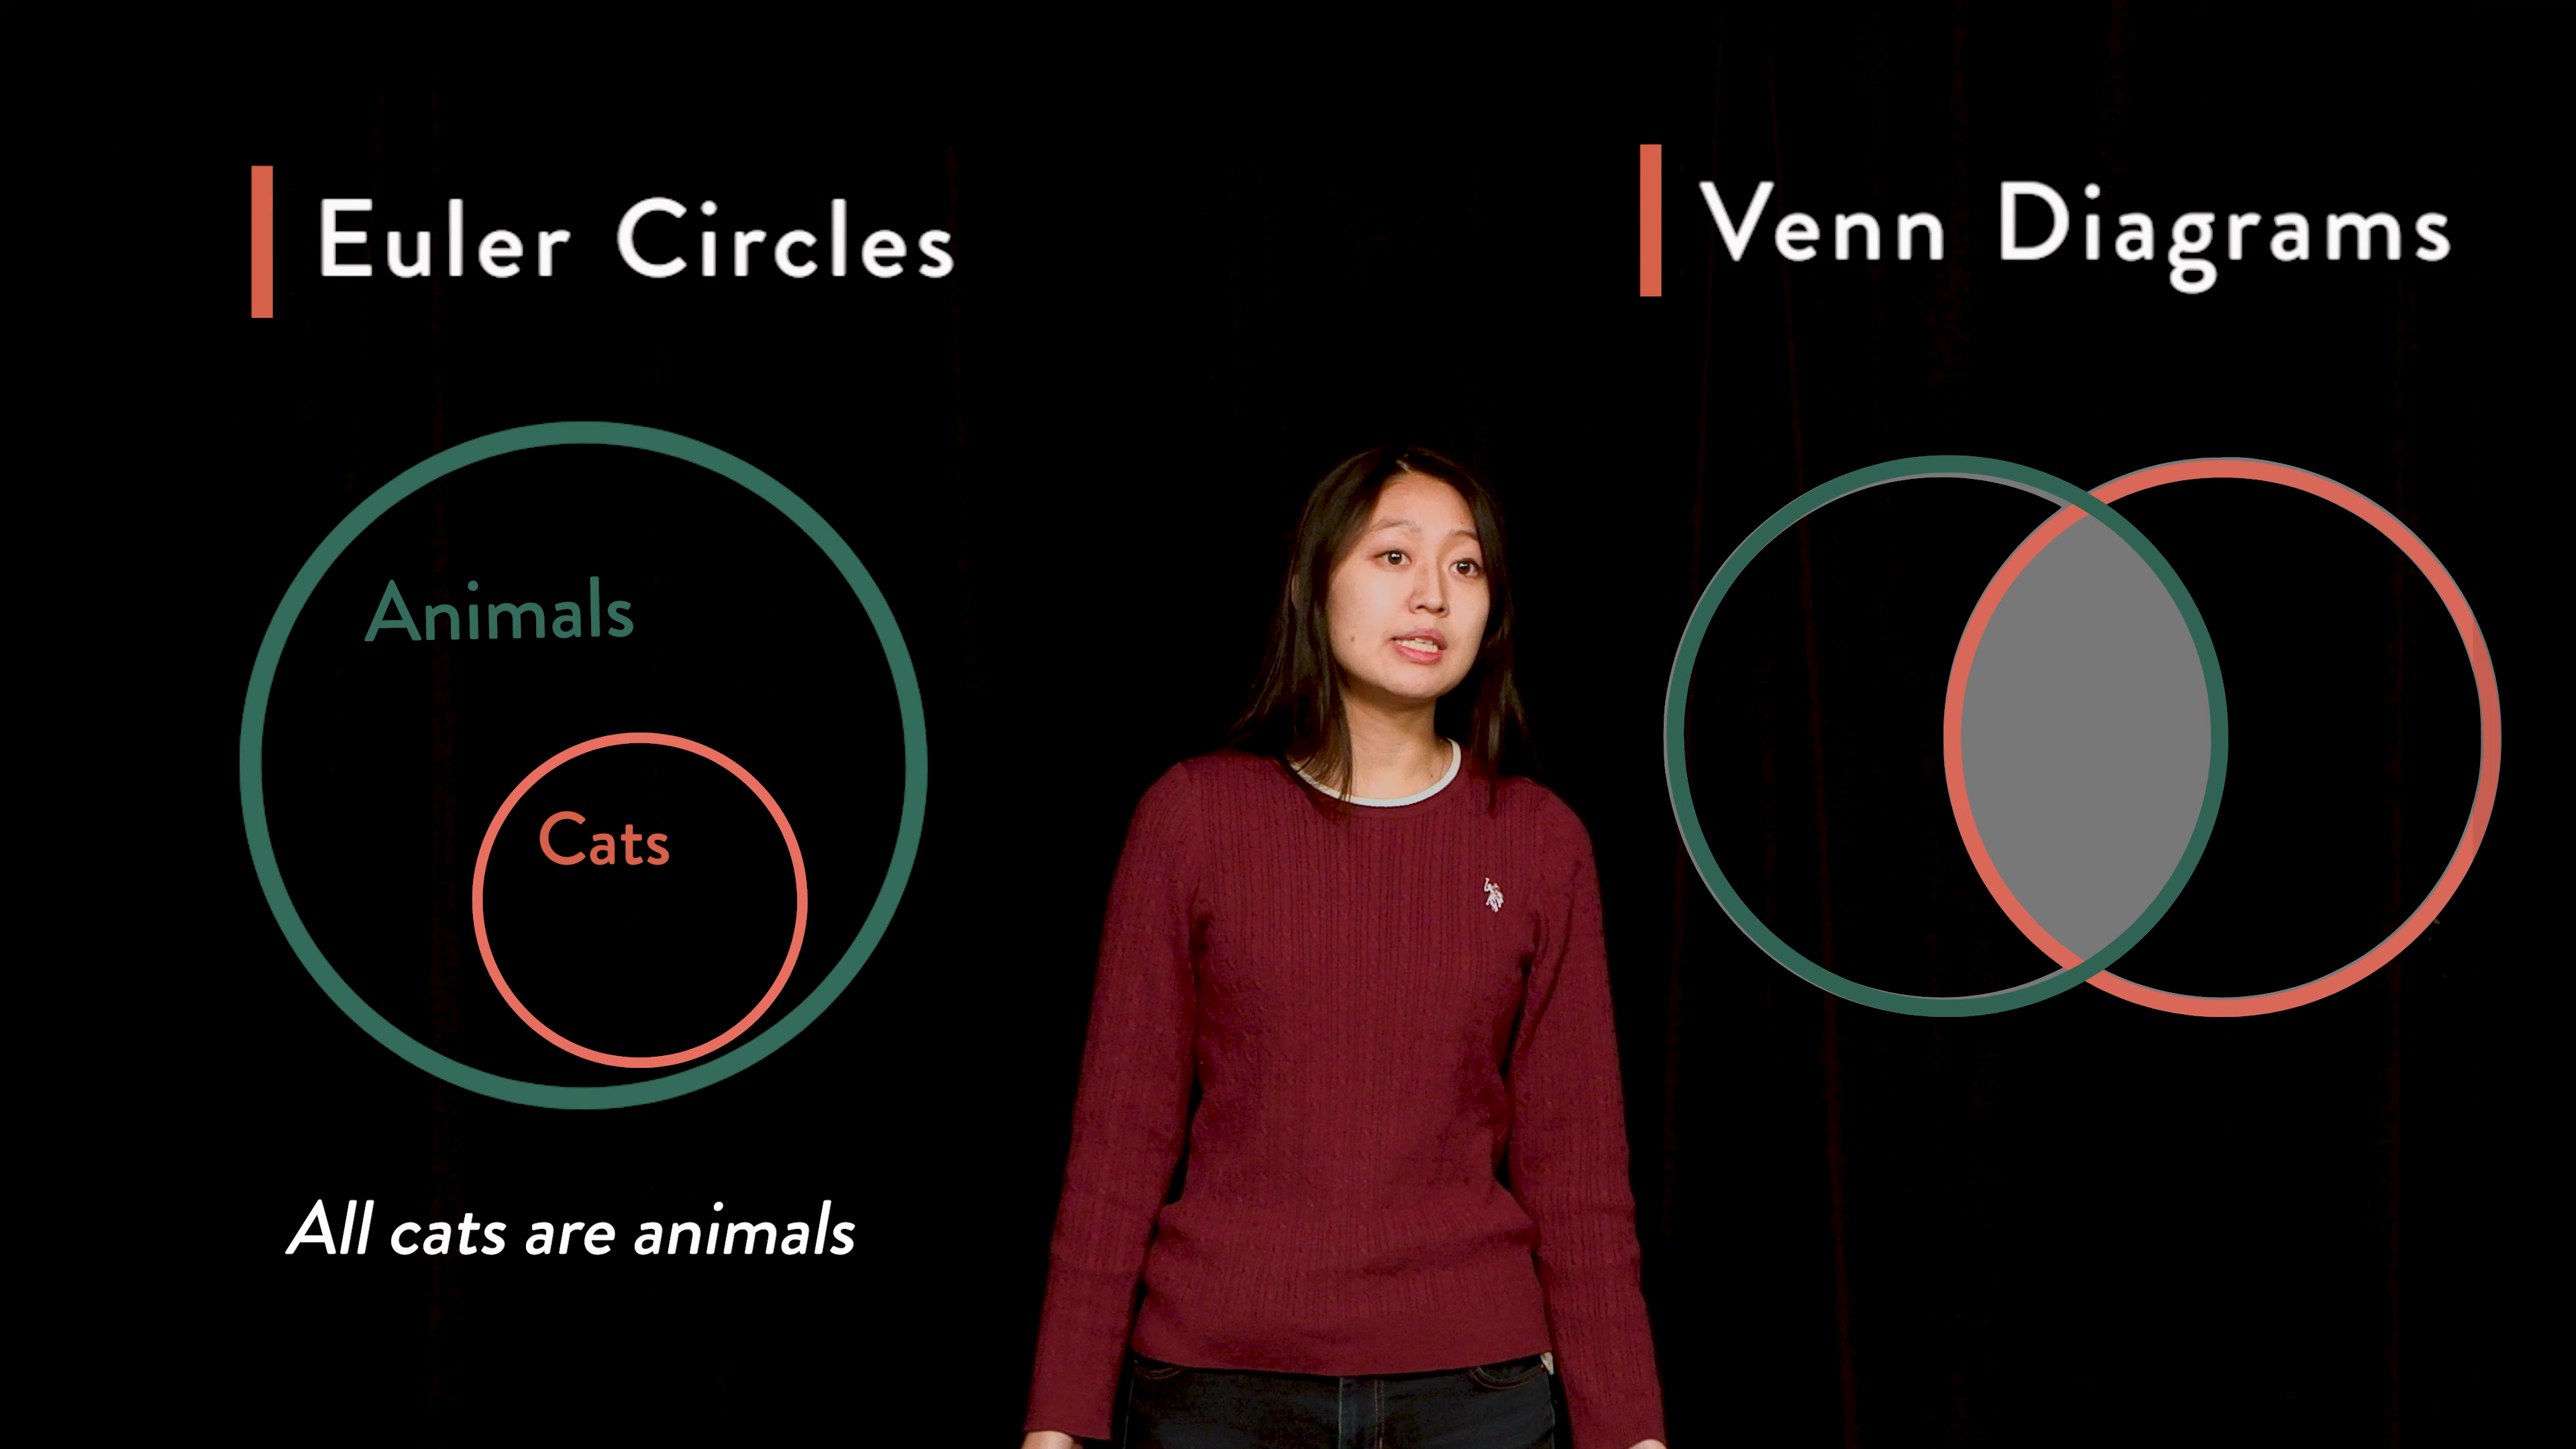 Euler Circles
Venn Diagrams
Animals
Cats
All cats are animals